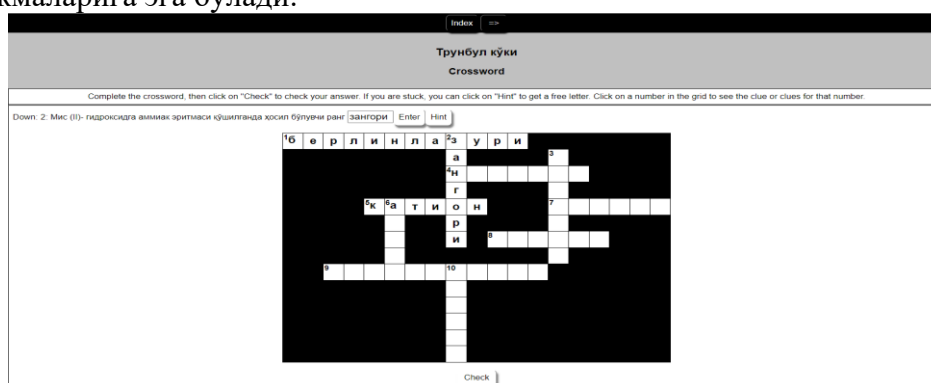 кмаларига эга бўлади.
Index =>
Трунбул кўки
Crossword
Complete the crossword, then click on "Check" to check your answer. If you are stuck, you can click on "Hint" to get a free letter. Click on a number in the grid to see the clue or clues for that number.
Down: 2. Мис (II)- гидроксидга аммиак эритмаси қўшилганда ҳосил бўлувчи ранг зангори Enter Hint
1б е р л и н л а 2з у р и
а 3
4н
г
5к 6а т и о н 7
р
и 8
9 10
Check